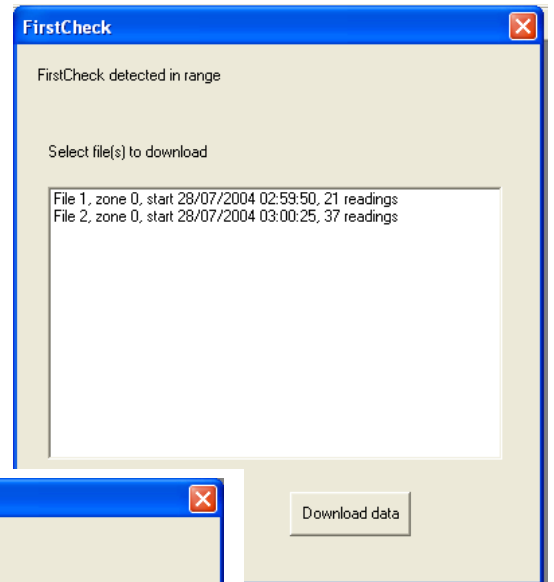 FirstCheck
FirstCheck detected in range
Select file(s) to download
File 1, zone 0, start 28/07/2004 02:59:50, 21 readings
File 2, zone 0, start 28/07/2004 03:00:25, 37 readings
Download data